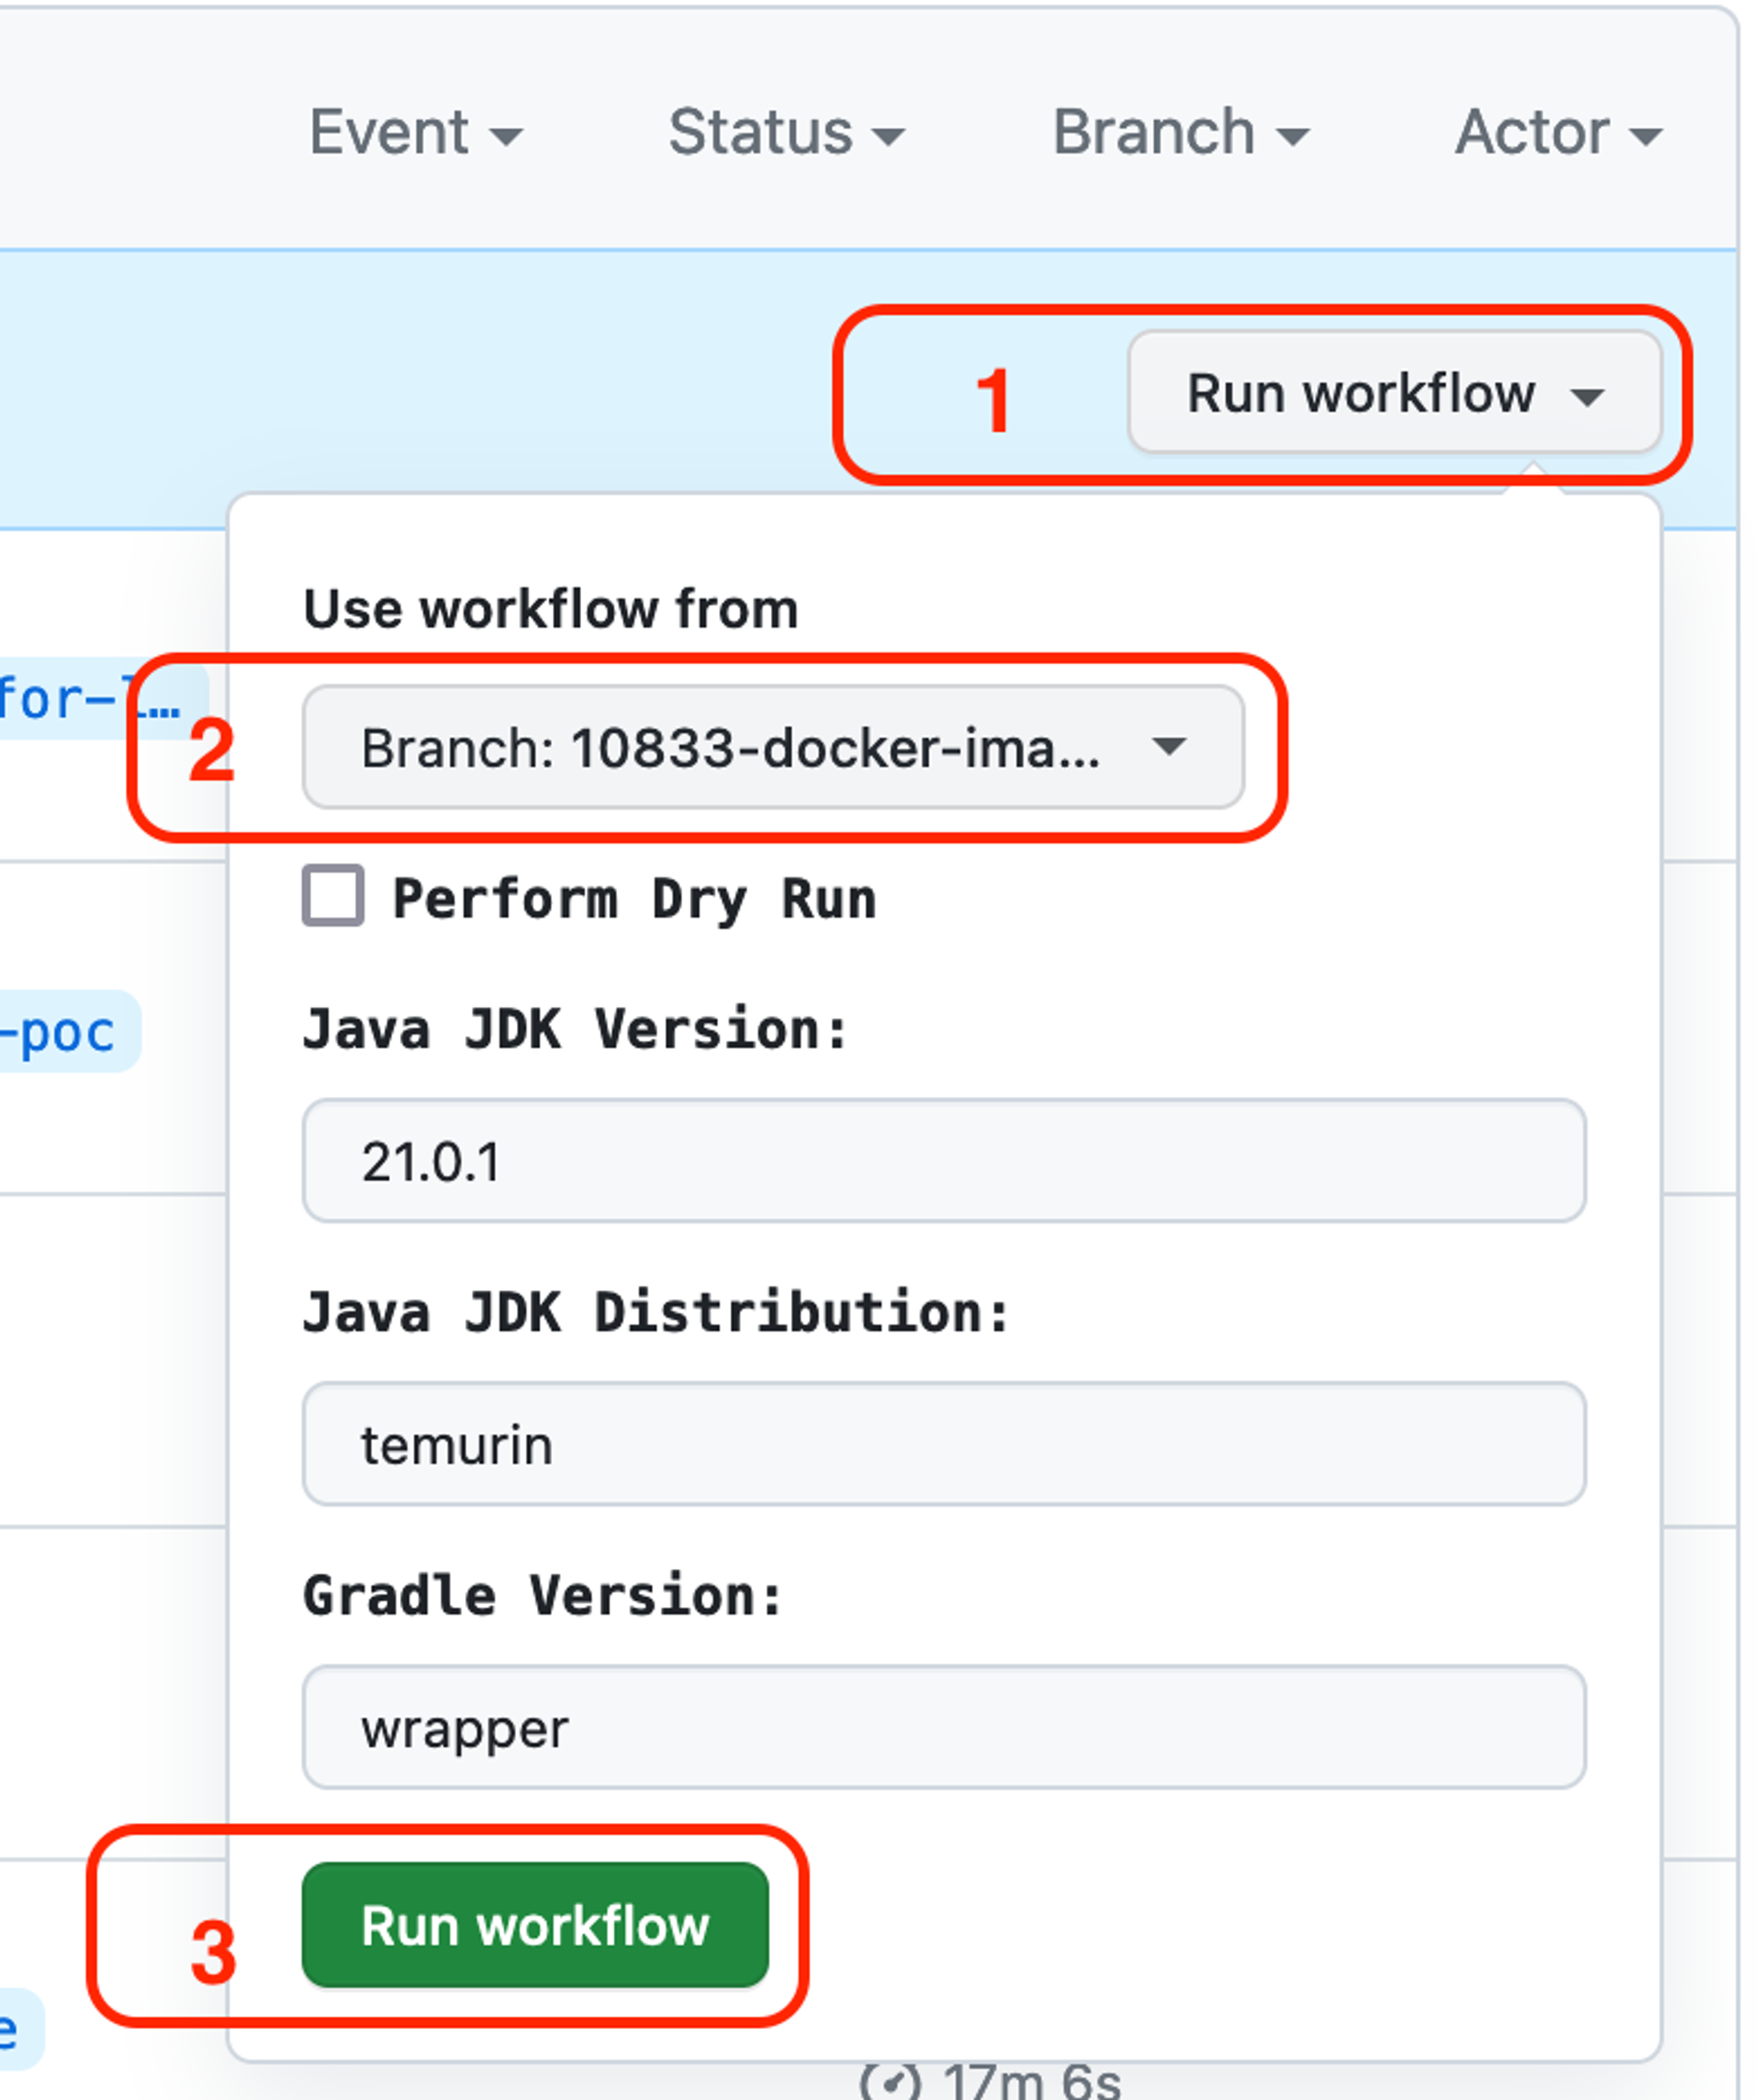 Event Status Branch Actor
1 Run workflow
Use workflow from
for-l…
2 Branch: 10833-docker-ima...
Perform Dry Run
Java JDK Version:
-poc
21.0.1
Java JDK Distribution:
temurin
Gradle Version:
wrapper
3 Run workflow
e
17m 6s